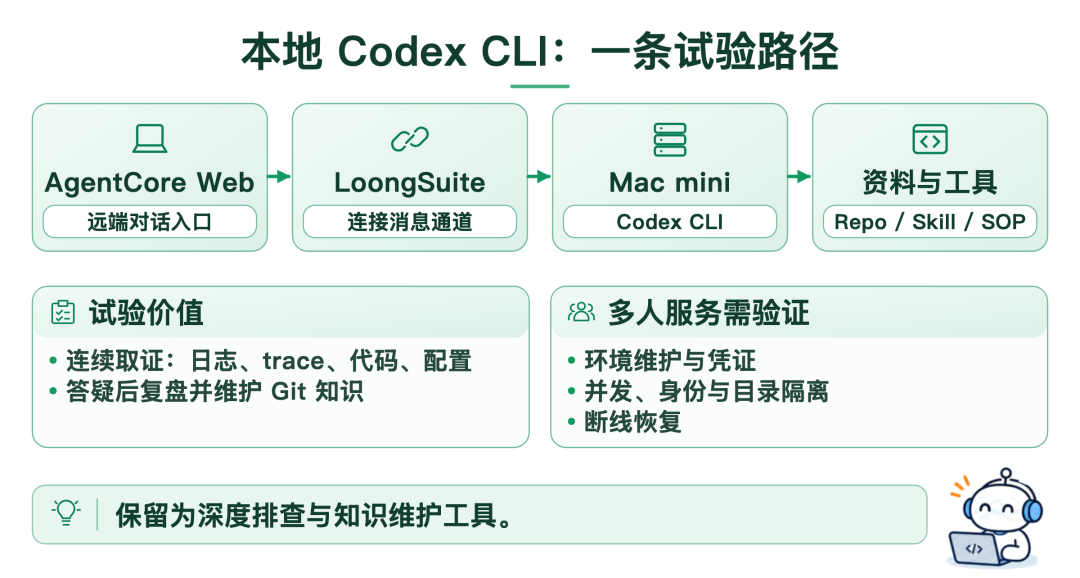 本地 Codex CLI：一条试验路径
AgentCore Web
远端对话入口
LoongSuite
连接消息通道
Mac mini
Codex CLI
资料与工具
Repo / Skill / SOP
试验价值
• 连续取证：日志、trace、代码、配置
• 答疑后复盘并维护 Git 知识
多人服务需验证
• 环境维护与凭证
• 并发、身份与目录隔离
• 断线恢复
保留为深度排查与知识维护工具。
</>